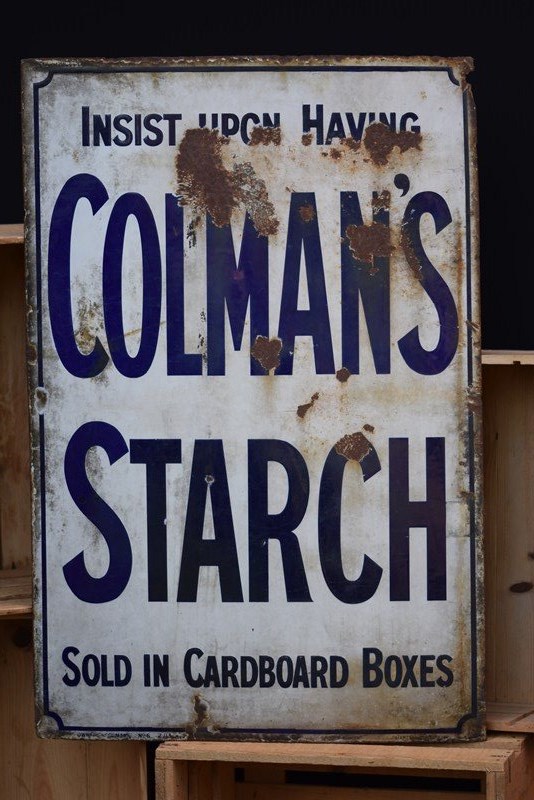 INSIST UPON HAVING
COLMAN'S
STARCH
SOLD IN CARDBOARD BOXES